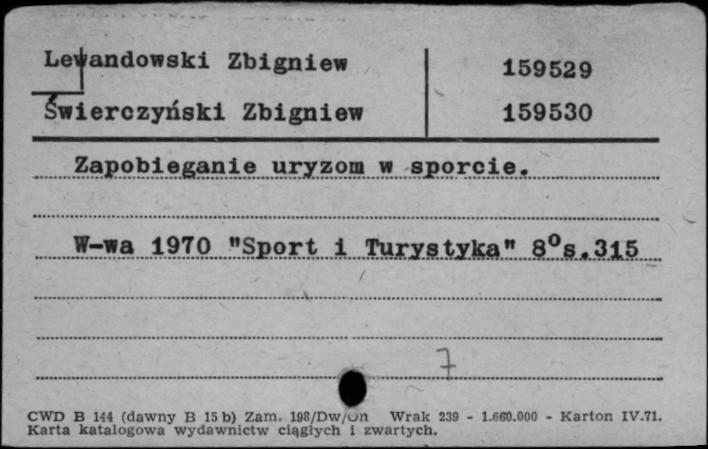 Lewandowski Zbigniew 159529
Świerczyński Zbigniew 159530
Zapobieganie uryzom w sporcie.
W-wa 1970 "Sport i Turystyka" 8⁰s.315
7
CWD B 144 (dawny B 15 b) Zam. 198/Dw/On Wrak 239 - 1.660.000 - Karton IV.71.
Karta katalogowa wydawnictw ciągłych i zwartych.